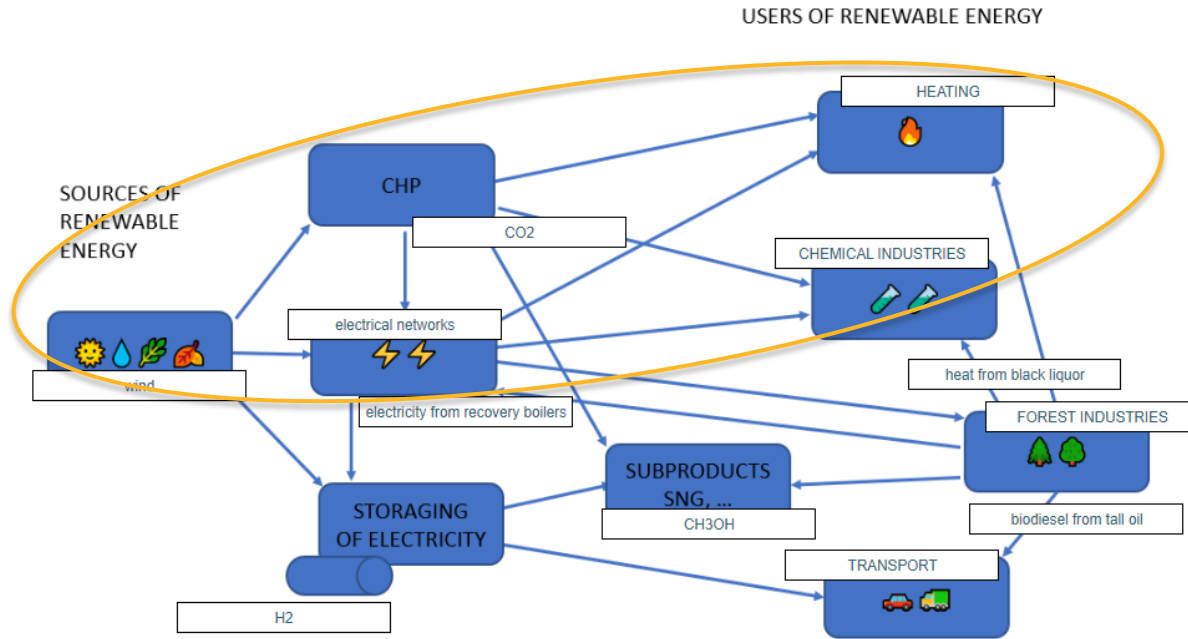 USERS OF RENEWABLE ENERGY
HEATING
SOURCES OF
RENEWABLE
ENERGY
CHP
CO2
CHEMICAL INDUSTRIES
electrical networks
wind
heat from black liquor
electricity from recovery boilers
FOREST INDUSTRIES
SUBPRODUCTS
SNG, ...
CH3OH
STORAGING
OF ELECTRICITY
biodiesel from tall oil
TRANSPORT
H2